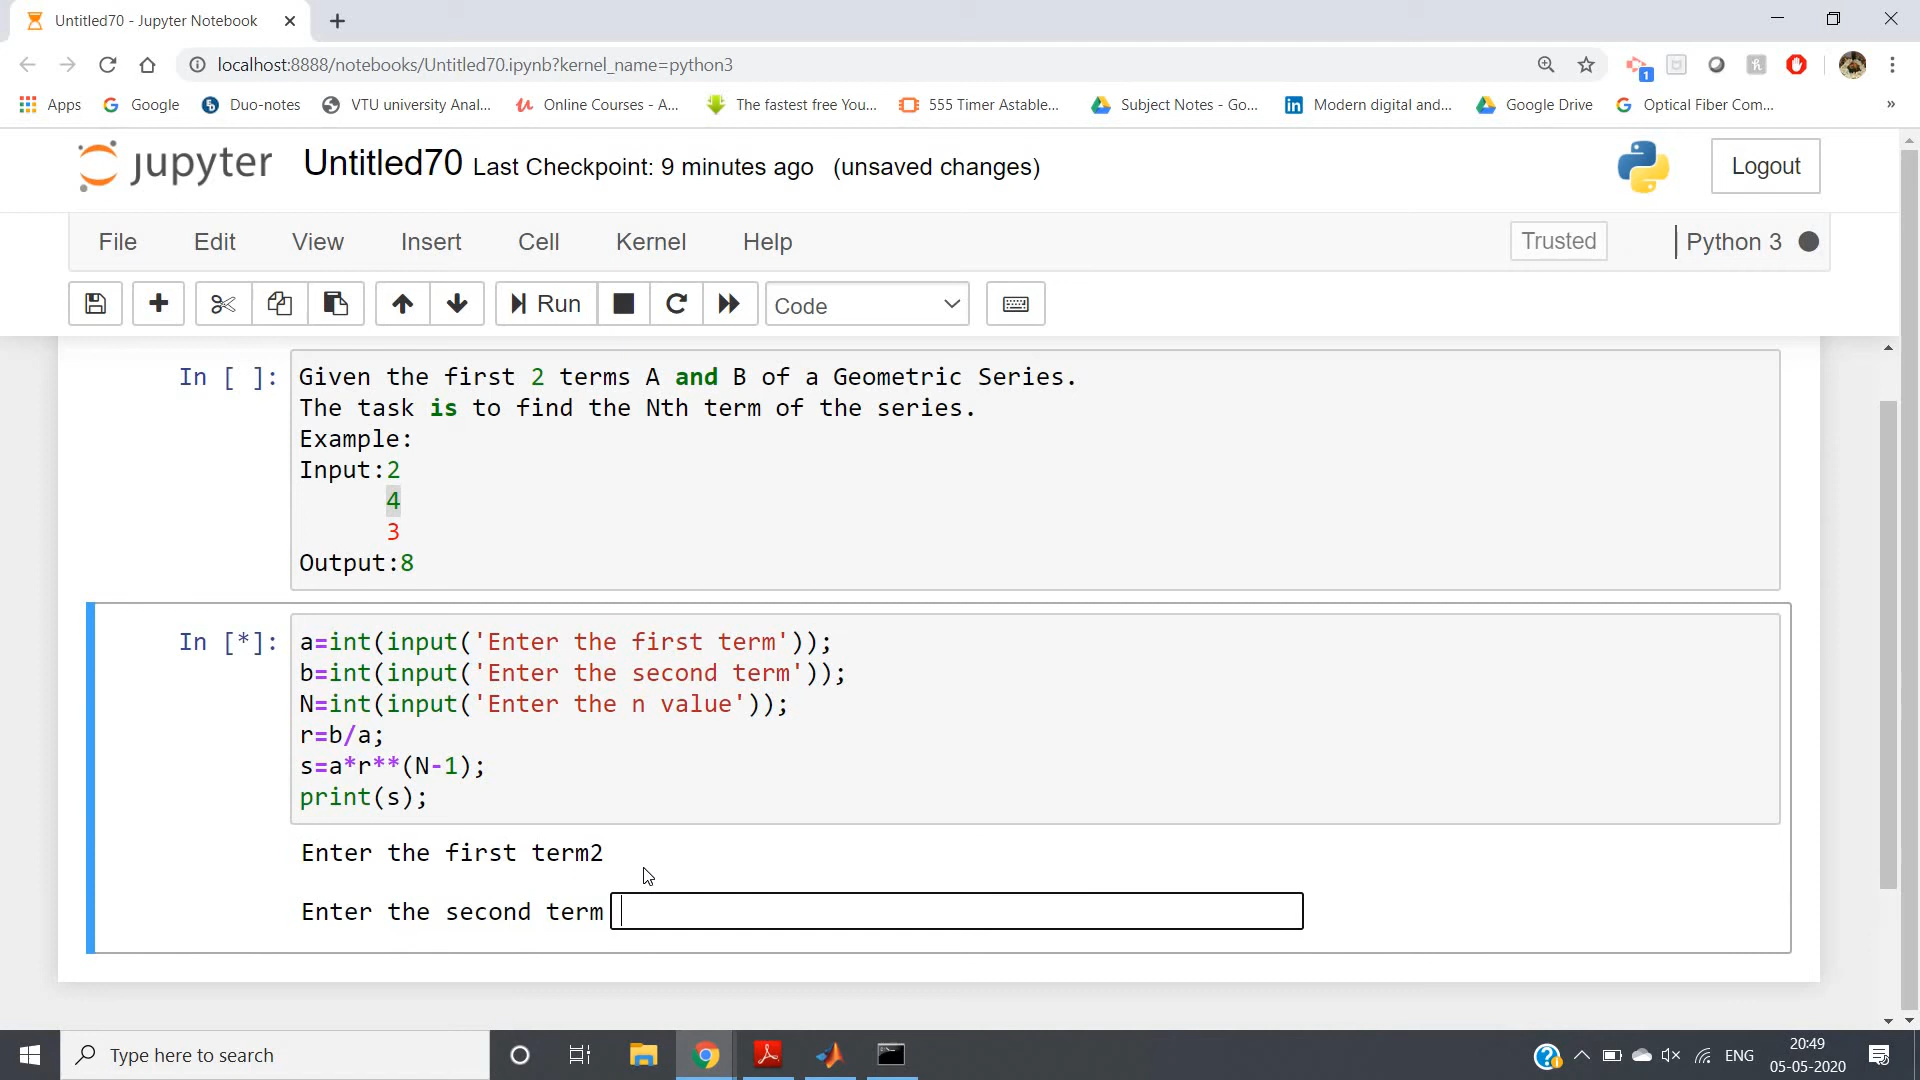 Untitled70 - Jupyter Notebook
localhost:8888/notebooks/Untitled70.ipynb?kernel_name=python3
1
Apps Google Duo-notes VTU university Anal... Online Courses - A... The fastest free You... 555 Timer Astable... Subject Notes - Go... Modern digital and... Google Drive Optical Fiber Com... »
jupyter Untitled70 Last Checkpoint: 9 minutes ago (unsaved changes) Logout
File Edit View Insert Cell Kernel Help Trusted Python 3
Run Code
In [ ]: Given the first 2 terms A and B of a Geometric Series.
The task is to find the Nth term of the series.
Example:
Input:2
4
3
Output:8
In [*]: a=int(input('Enter the first term'));
b=int(input('Enter the second term'));
N=int(input('Enter the n value'));
r=b/a;
s=a*r**(N-1);
print(s);
Enter the first term2
Enter the second term
Type here to search
ENG
20:49
05-05-2020